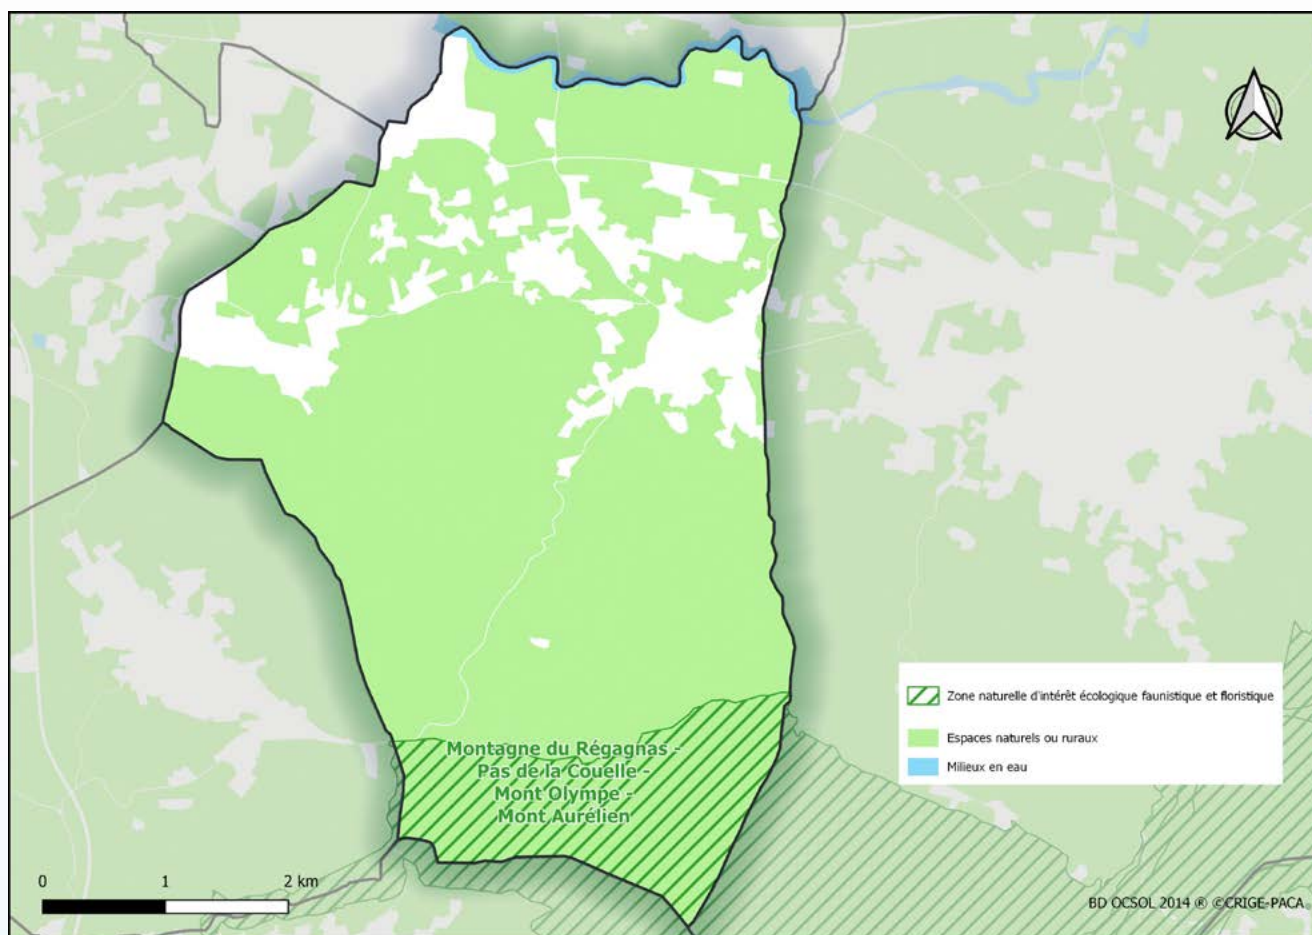 Zone naturelle d'intérêt écologique faunistique et floristique
Espaces naturels ou ruraux
Milieux en eau
Montagne du Régagnas -
Pas de la Couelle -
Mont Olympe -
Mont Aurélien
0 1 2 km
BD OCSOL 2014 ® ©CRIGE-PACA